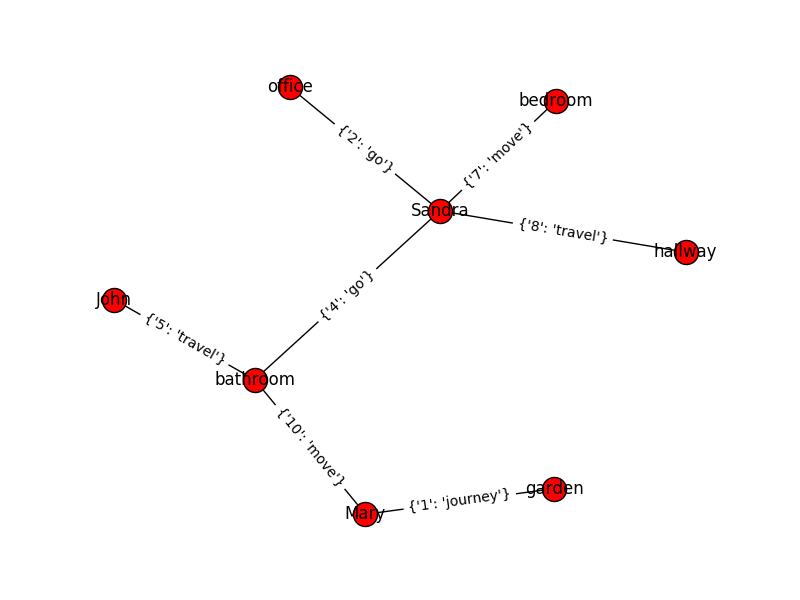 office
bedroom
{'2': 'go'}
{'7': 'move'}
Sandra
{'8': 'travel'}
hallway
{'4': 'go'}
John
{'5': 'travel'}
bathroom
{'10': 'move'}
garden
{'1': 'journey'}
Mary